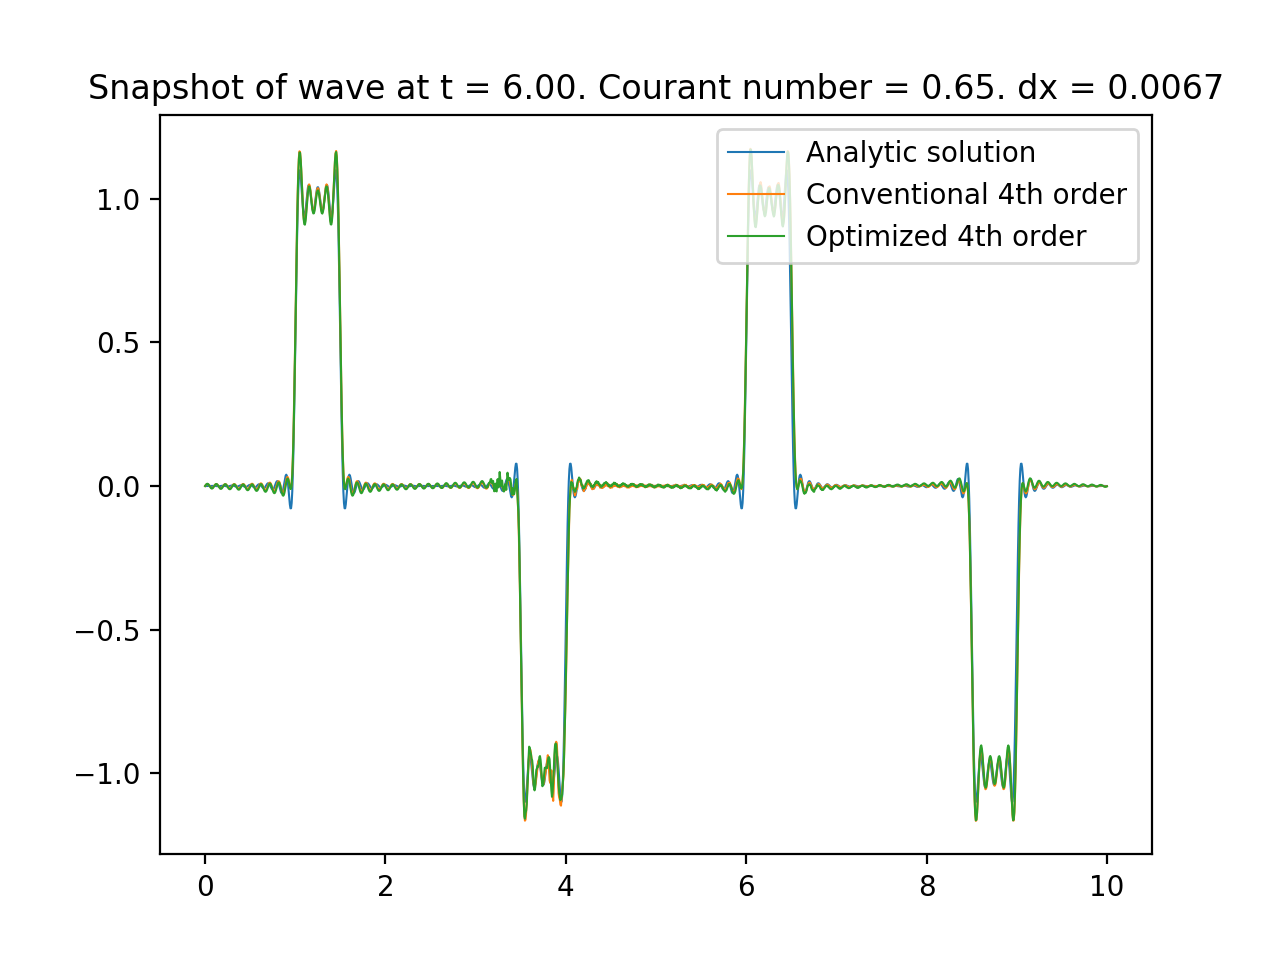 Snapshot of wave at t = 6.00. Courant number = 0.65. dx = 0.0067
Analytic solution
Conventional 4th order
Optimized 4th order
1.0
0.5
0.0
−0.5
−1.0
0 2 4 6 8 10